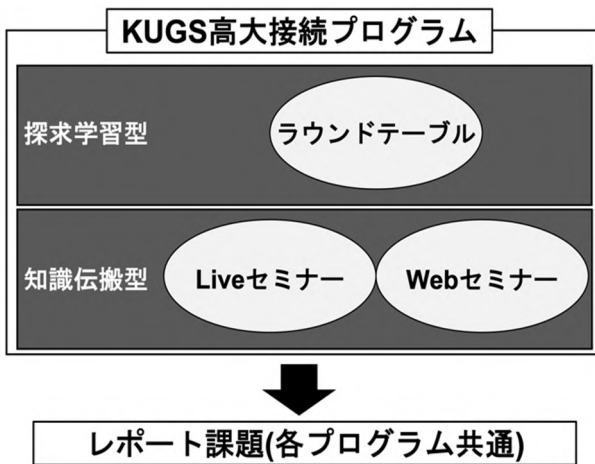 KUGS高大接続プログラム
探求学習型
ラウンドテーブル
知識伝搬型
Liveセミナー
Webセミナー
レポート課題(各プログラム共通)